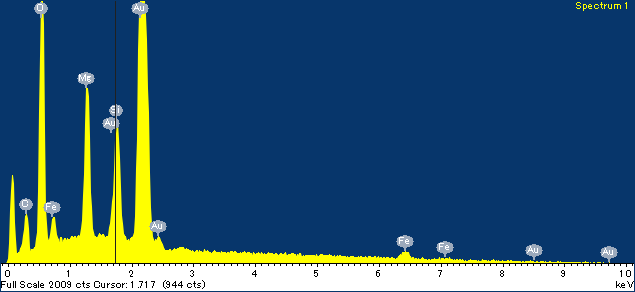 Spectrum 1
O
Au
Mg
Si
Au
O
Fe
Au
Fe
Fe
Au
Au
0 1 2 3 4 5 6 7 8 9 10
Full Scale 2009 cts Cursor: 1.717 (944 cts) keV